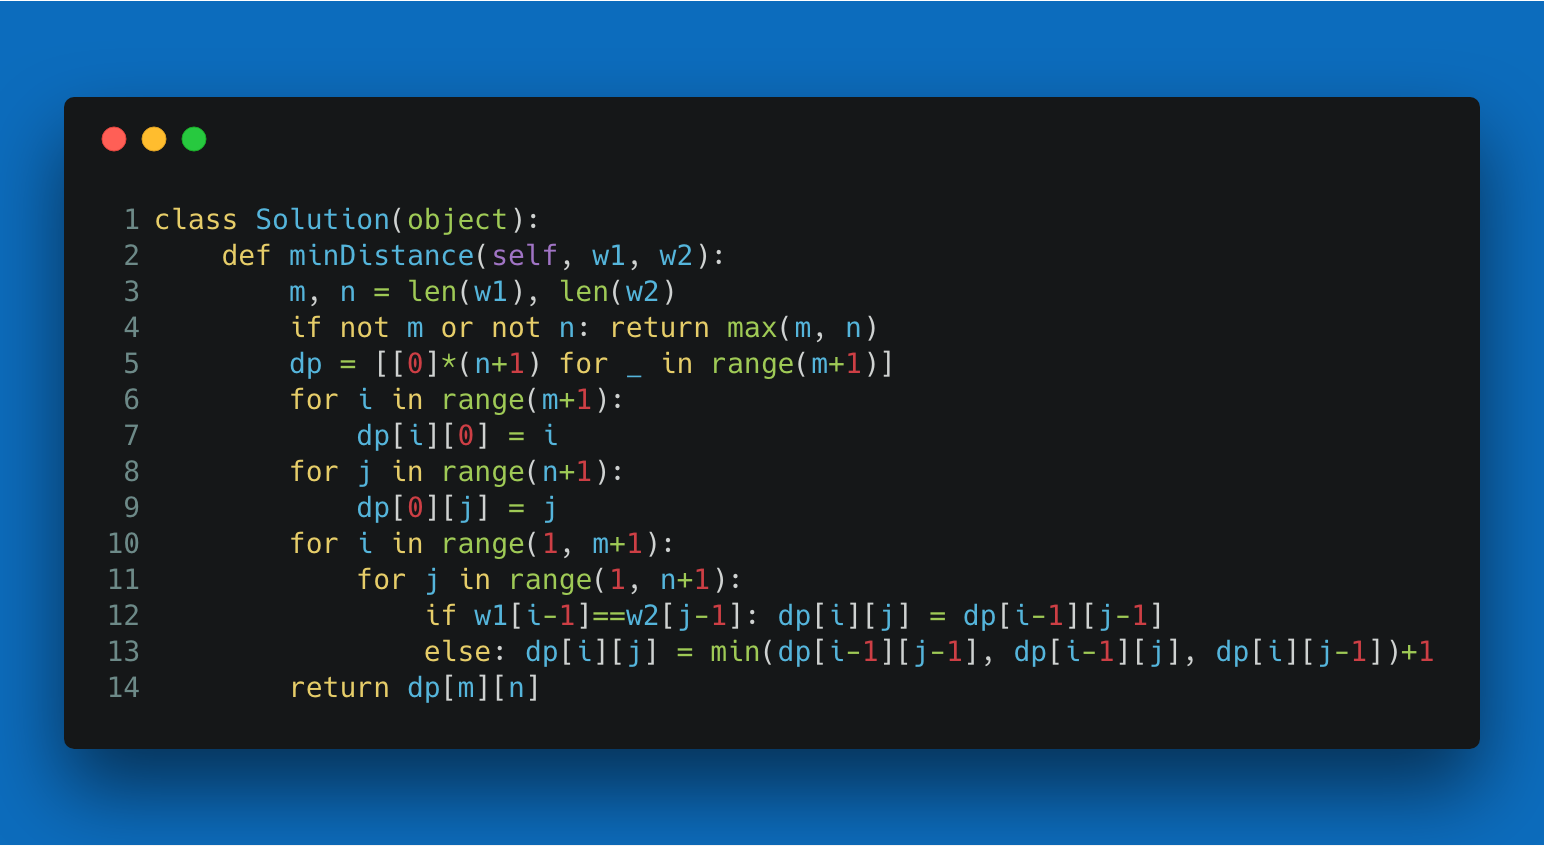 1 class Solution(object):
2     def minDistance(self, w1, w2):
3         m, n = len(w1), len(w2)
4         if not m or not n: return max(m, n)
5         dp = [[0]*(n+1) for _ in range(m+1)]
6         for i in range(m+1):
7             dp[i][0] = i
8         for j in range(n+1):
9             dp[0][j] = j
10         for i in range(1, m+1):
11             for j in range(1, n+1):
12                 if w1[i-1]==w2[j-1]: dp[i][j] = dp[i-1][j-1]
13                 else: dp[i][j] = min(dp[i-1][j-1], dp[i-1][j], dp[i][j-1])+1
14         return dp[m][n]